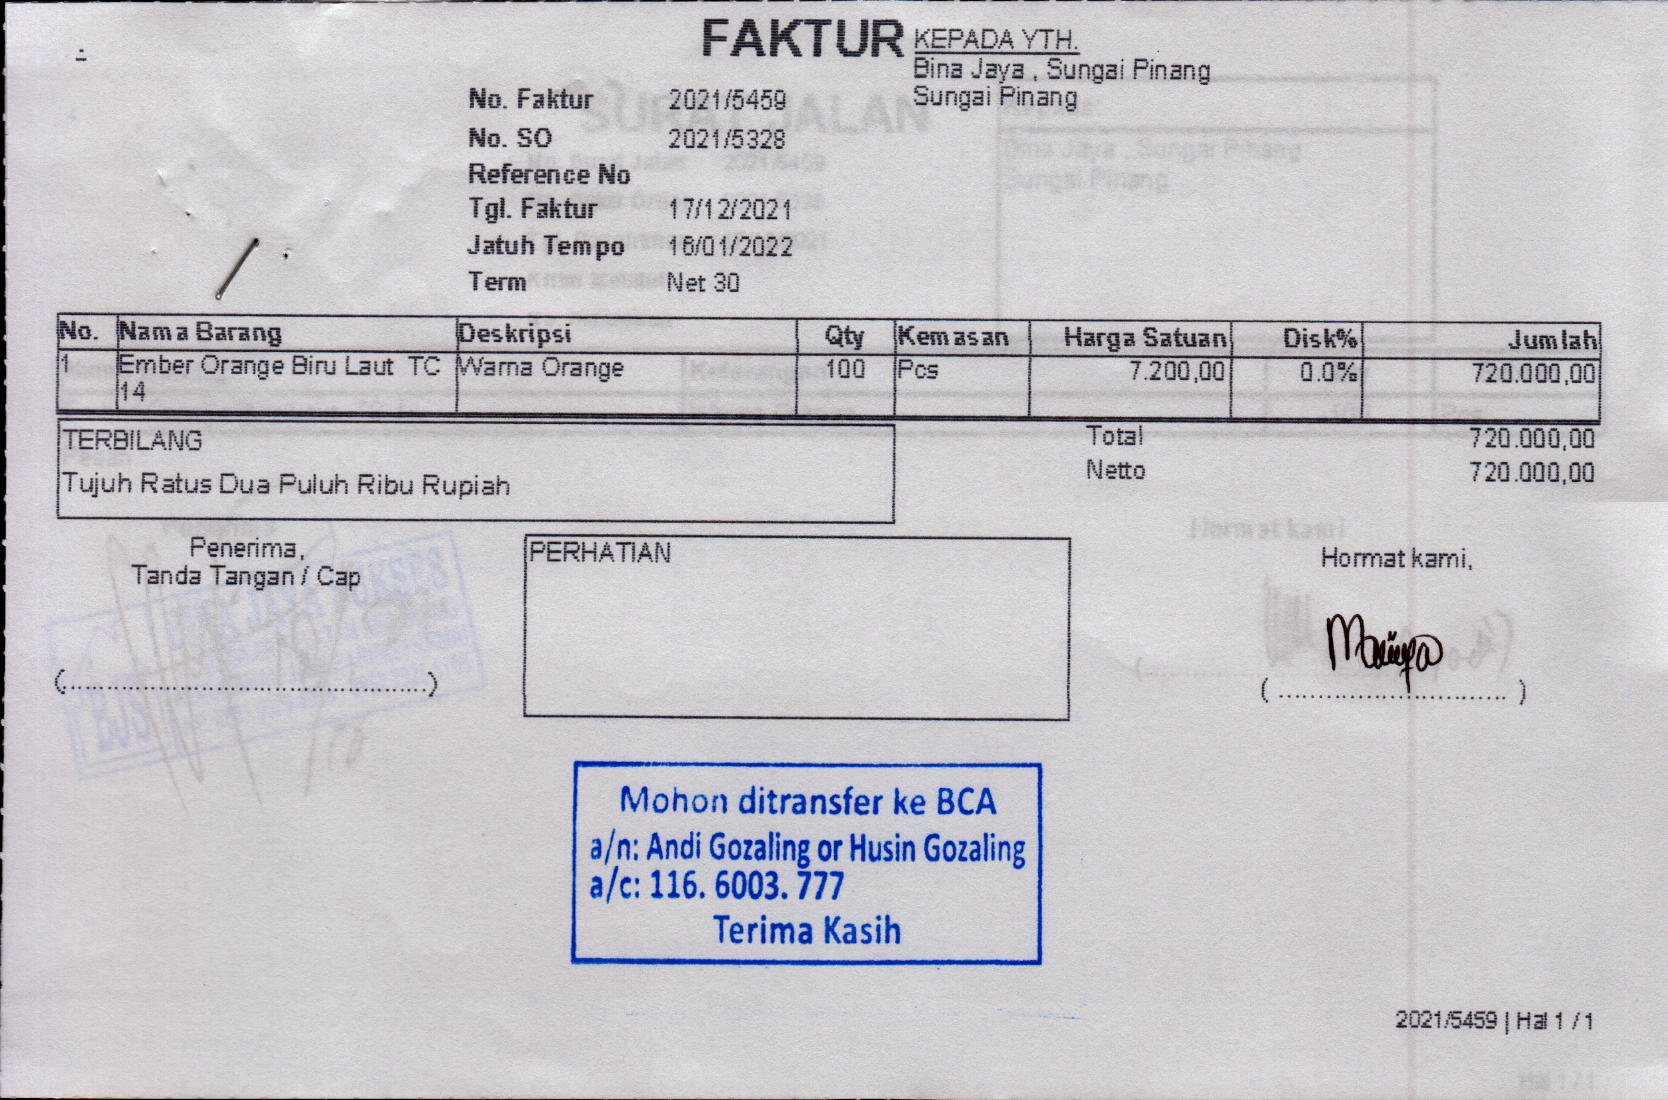 FAKTUR
KEPADA YTH.
Bina Jaya , Sungai Pinang
Sungai Pinang
No. Faktur 2021/5459
No. SO 2021/5328
Reference No
Tgl. Faktur 17/12/2021
Jatuh Tempo 16/01/2022
Term Net 30
No. Nama Barang Deskripsi Qty Kemasan Harga Satuan Disk% Jumlah
1 Ember Orange Biru Laut TC Warna Orange 100 Pcs 7.200,00 0.0% 720.000,00
14
TERBILANG
Tujuh Ratus Dua Puluh Ribu Rupiah
Total 720.000,00
Netto 720.000,00
Penerima,
Tanda Tangan / Cap
(........................................)
PERHATIAN
Hormat kami,
( ............................ )
Mohon ditransfer ke BCA
a/n: Andi Gozaling or Husin Gozaling
a/c: 116. 6003. 777
Terima Kasih
2021/5459 | Hal 1 / 1